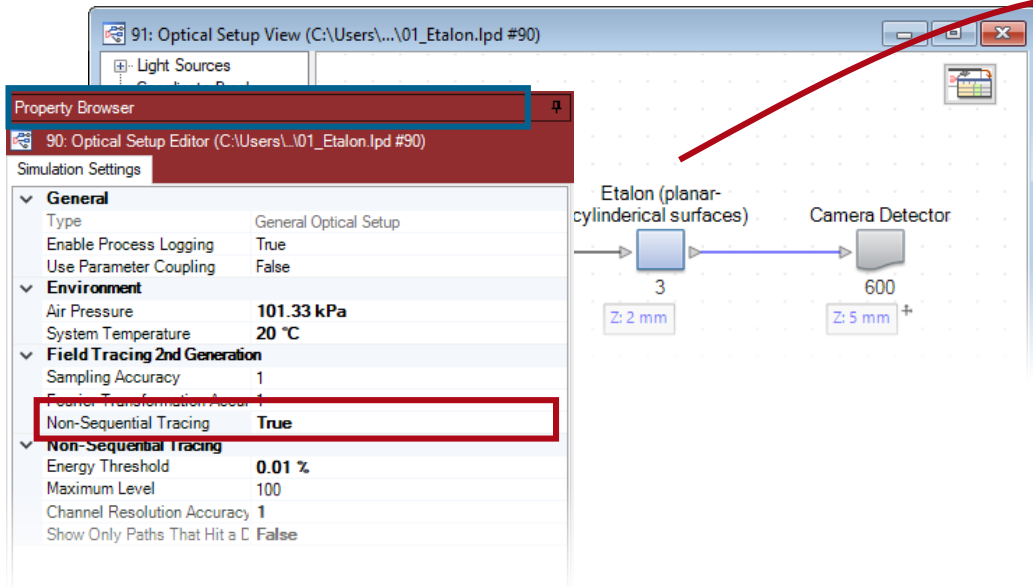 91: Optical Setup View (C:\Users\...\01_Etalon.lpd #90)
Light Sources
Property Browser
90: Optical Setup Editor (C:\Users\...\01_Etalon.lpd #90)
Simulation Settings
General
Type General Optical Setup
Enable Process Logging True
Use Parameter Coupling False
Environment
Air Pressure 101.33 kPa
System Temperature 20 °C
Field Tracing 2nd Generation
Sampling Accuracy 1
Fourier Transformation Accur 1
Non-Sequential Tracing True
Non-Sequential Tracing
Energy Threshold 0.01 %
Maximum Level 100
Channel Resolution Accuracy 1
Show Only Paths That Hit a D False
Etalon (planar-
cylinderical surfaces)
3
Z: 2 mm
Camera Detector
600
Z: 5 mm